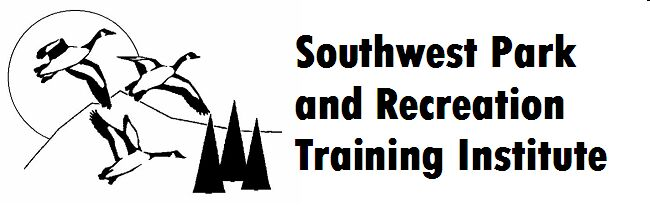 Southwest Park
and Recreation
Training Institute